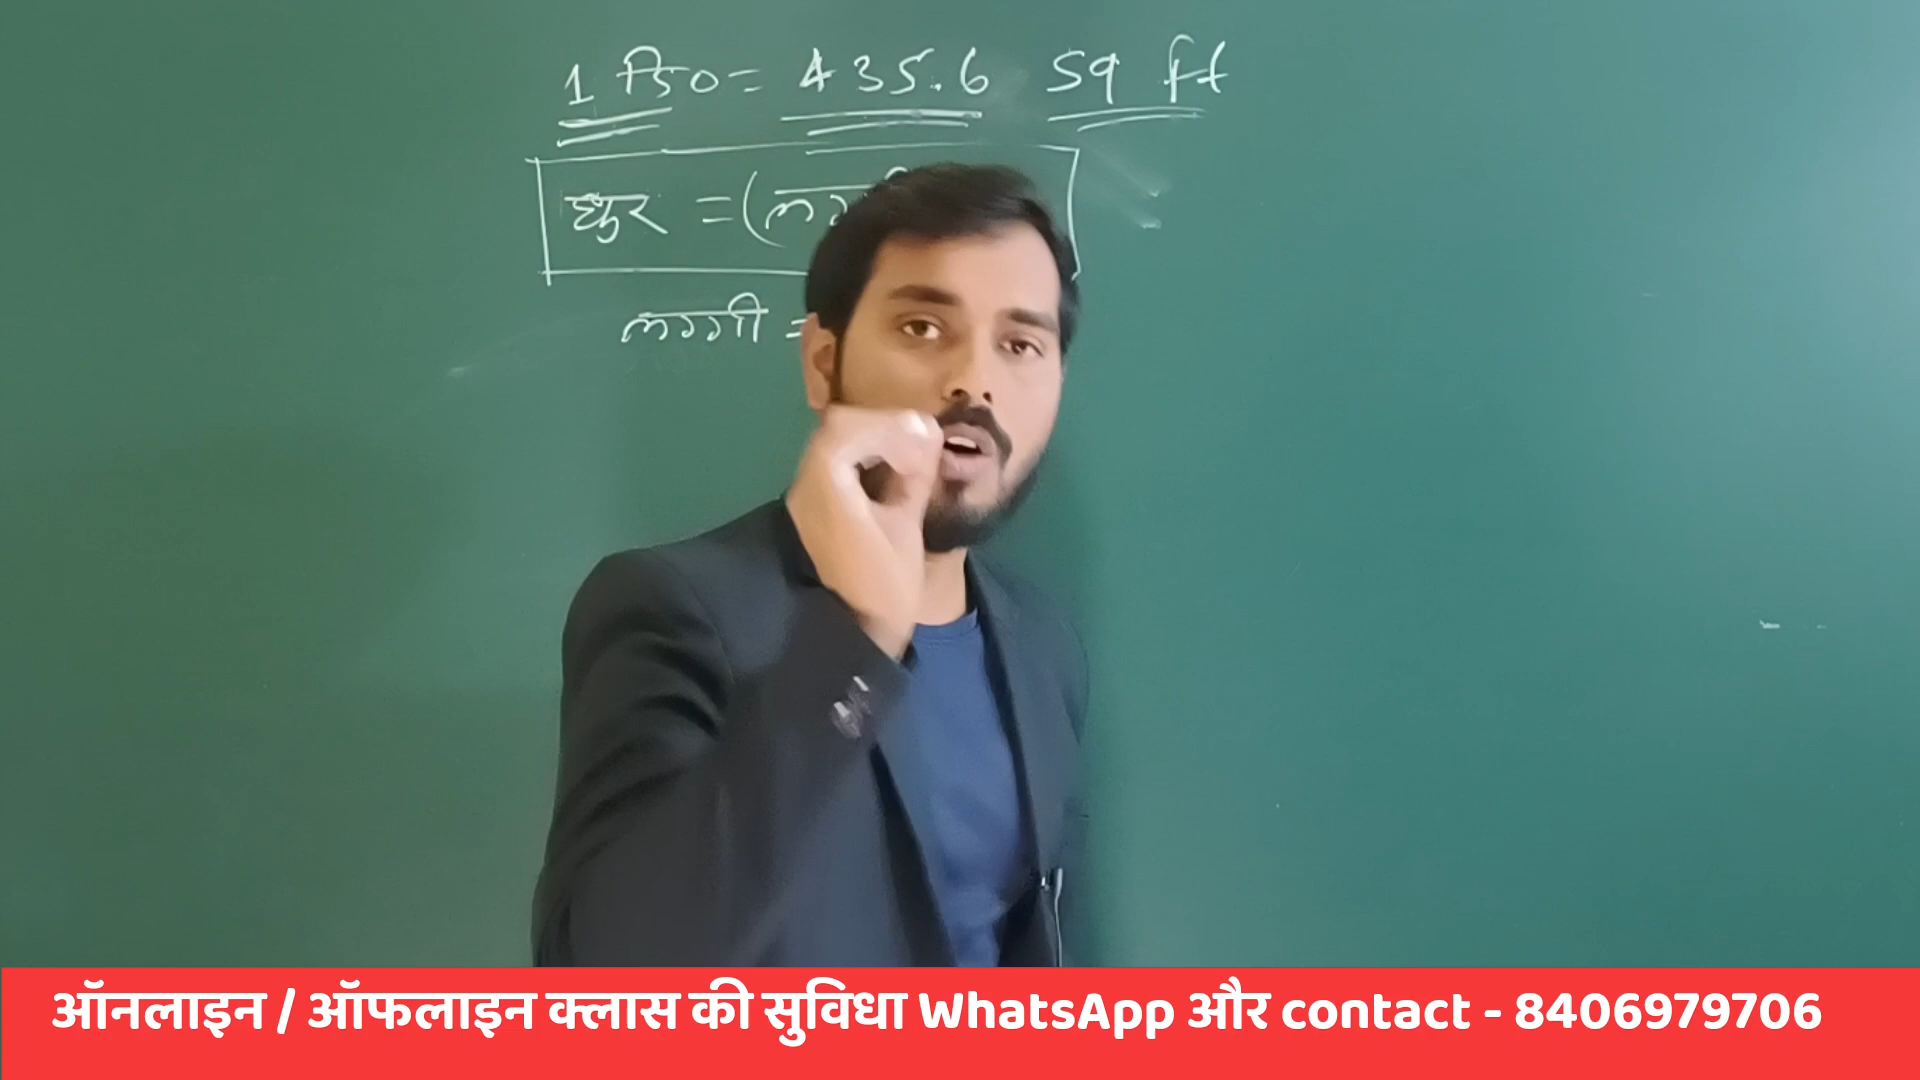 1 डि० = 435.6 sq ft
धुर = (
लग्गी =
ऑनलाइन / ऑफलाइन क्लास की सुविधा WhatsApp और contact - 8406979706